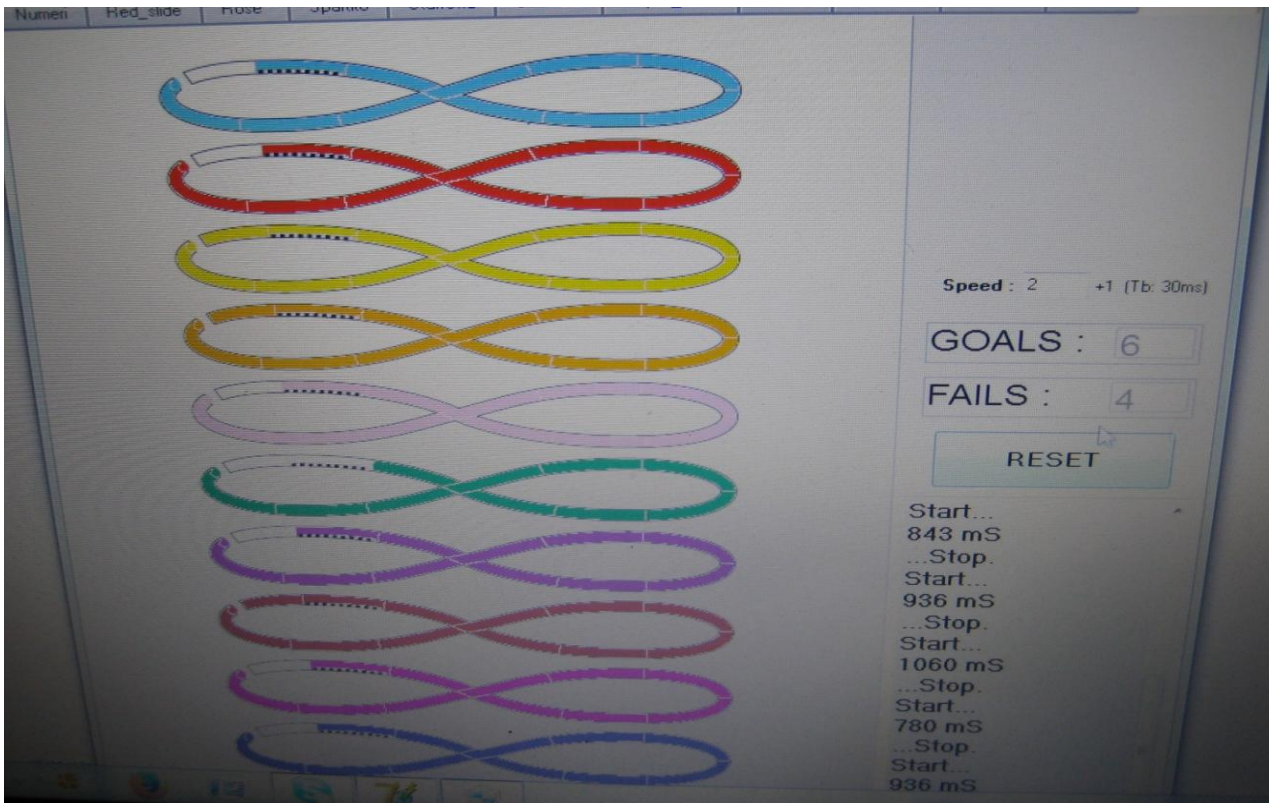 Numeri
Red_slide
Rose
Speed : 2 +1 (Tb: 30ms)
GOALS : 6
FAILS : 4
RESET
Start...
843 mS
...Stop.
Start...
936 mS
...Stop.
Start...
1060 mS
...Stop.
Start...
780 mS
...Stop.
Start...
936 mS